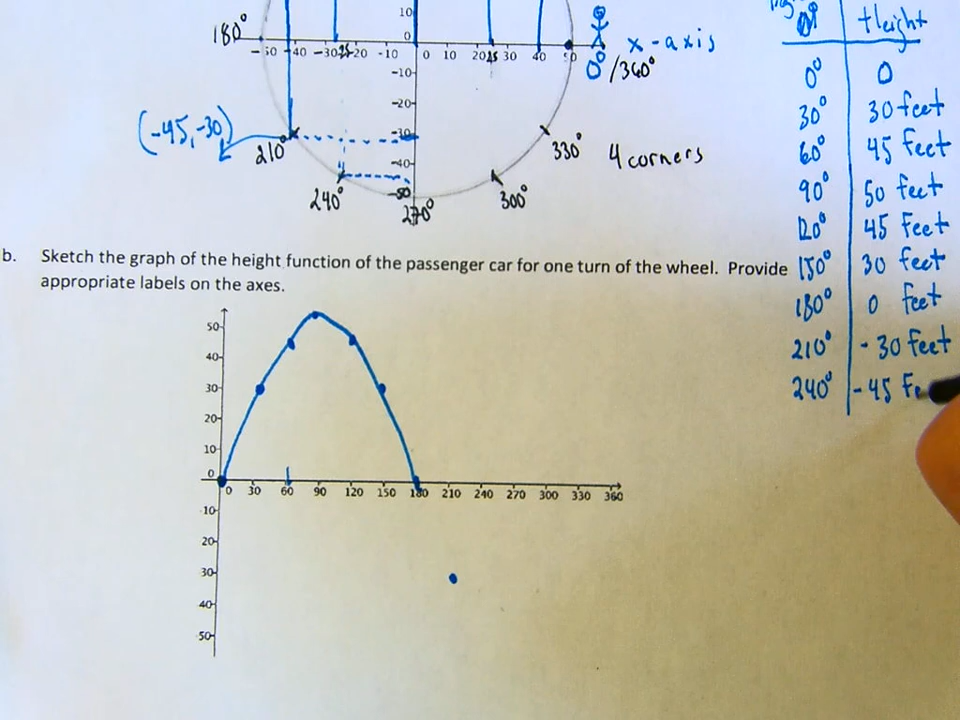 Height
10
180°
0
-50 -40 -30 25 -20 -10 0 10 20 25 30 40 50
x-axis
0°/360°
0° 0
-10
-20
30° 30 feet
(-45,-30)
-30
210°
330° 4 corners
60° 45 feet
-40
240°
-50
270°
300°
90° 50 feet
120° 45 feet
b. Sketch the graph of the height function of the passenger car for one turn of the wheel. Provide
appropriate labels on the axes.
150° 30 feet
180° 0 feet
210° -30 feet
240° -45 Fe
50
40
30
20
10
0
0 30 60 90 120 150 180 210 240 270 300 330 360
-10
20
30
40
-50